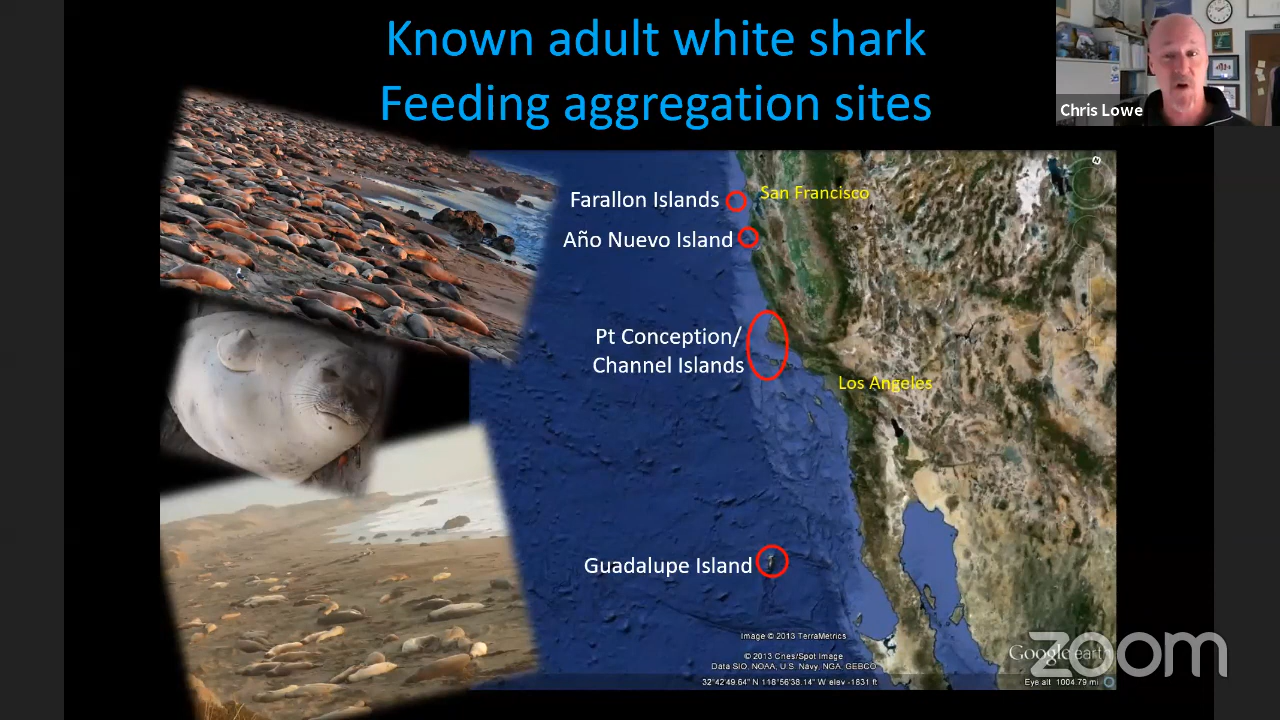 Known adult white shark
Feeding aggregation sites
Chris Lowe
Farallon Islands
San Francisco
Año Nuevo Island
Pt Conception/
Channel Islands
Los Angeles
Guadalupe Island
Image © 2013 TerraMetrics
© 2013 Cnes/Spot Image
Data SIO, NOAA, U.S. Navy, NGA, GEBCO
Google earth
zoom
32°42'49.64" N 118°56'38.14" W elev -1831 ft
Eye alt 1004.79 mi